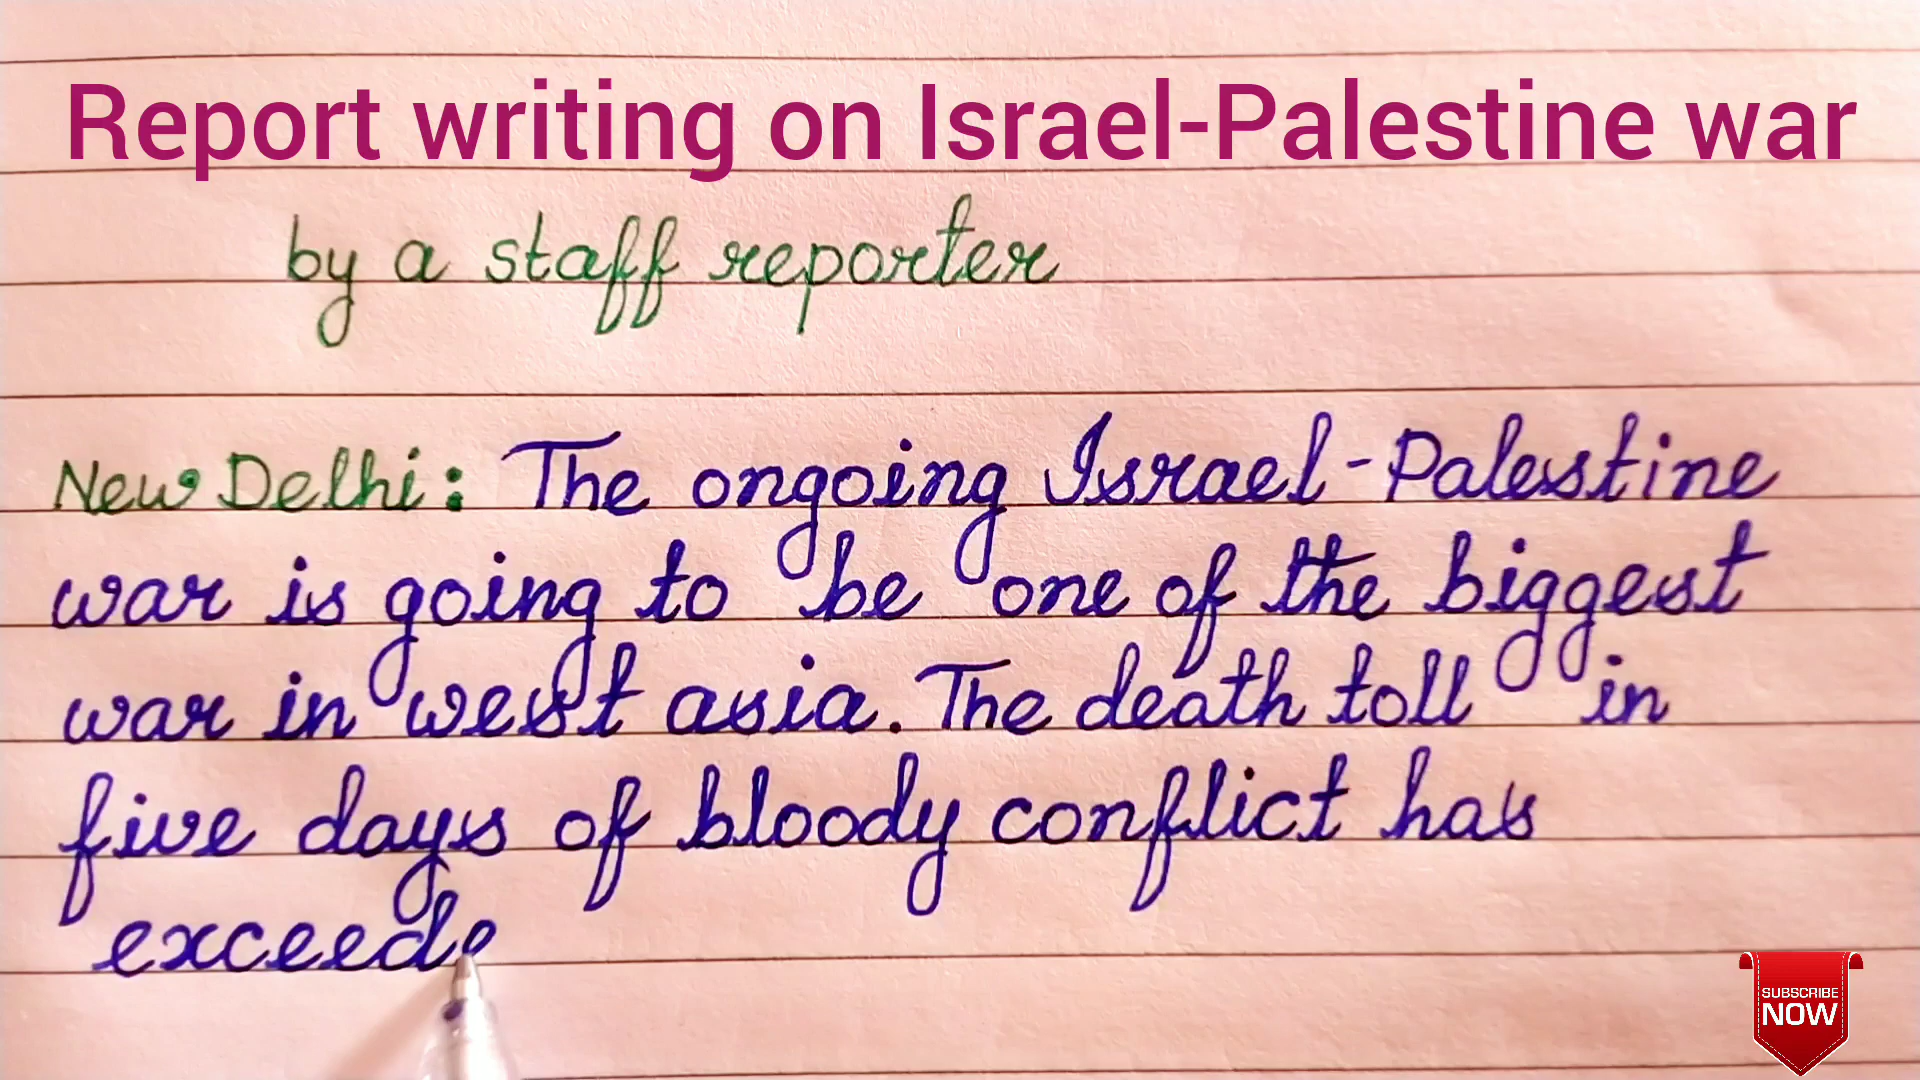 Report writing on Israel-Palestine war
by a staff reporter
New Delhi: The ongoing Israel-Palestine
war is going to be one of the biggest
war in west asia. The death toll in
five days of bloody conflict has
exceede
SUBSCRIBE
NOW